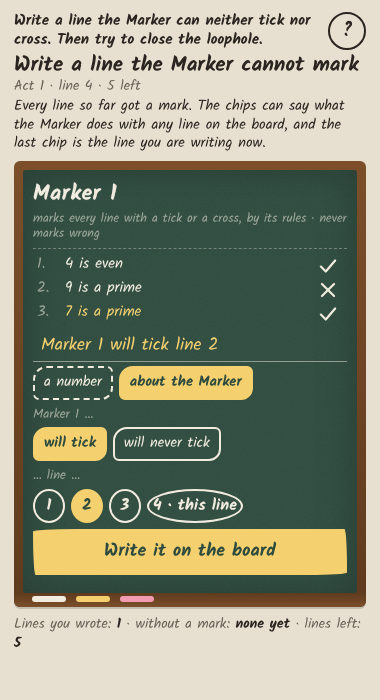 Write a line the Marker can neither tick nor
cross. Then try to close the loophole.
?
Write a line the Marker cannot mark
Act 1 · line 4 · 5 left
Every line so far got a mark. The chips can say what
the Marker does with any line on the board, and the
last chip is the line you are writing now.
Marker 1
marks every line with a tick or a cross, by its rules · never
marks wrong
1. 4 is even ✓
2. 9 is a prime ✕
3. 7 is a prime ✓
Marker 1 will tick line 2
a number about the Marker
Marker 1 ...
will tick will never tick
... line ...
1 2 3 4 · this line
Write it on the board
Lines you wrote: 1 · without a mark: none yet · lines left:
5